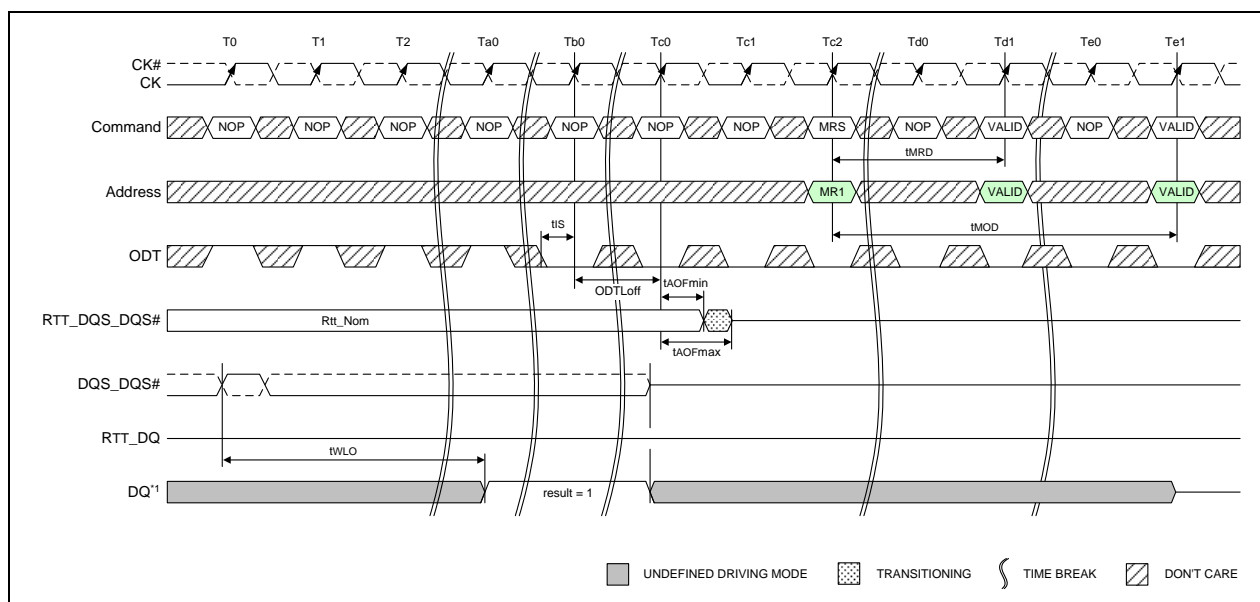 T0 T1 T2 Ta0 Tb0 Tc0 Tc1 Tc2 Td0 Td1 Te0 Te1
CK#
CK
Command NOP NOP NOP NOP NOP NOP NOP MRS NOP VALID NOP VALID
tMRD
Address MR1 VALID VALID
tIS
tMOD
ODT
ODTLoff
tAOFmin
RTT_DQS_DQS# Rtt_Nom
tAOFmax
DQS_DQS#
RTT_DQ
tWLO
DQ*1 result = 1
UNDEFINED DRIVING MODE TRANSITIONING TIME BREAK DON'T CARE